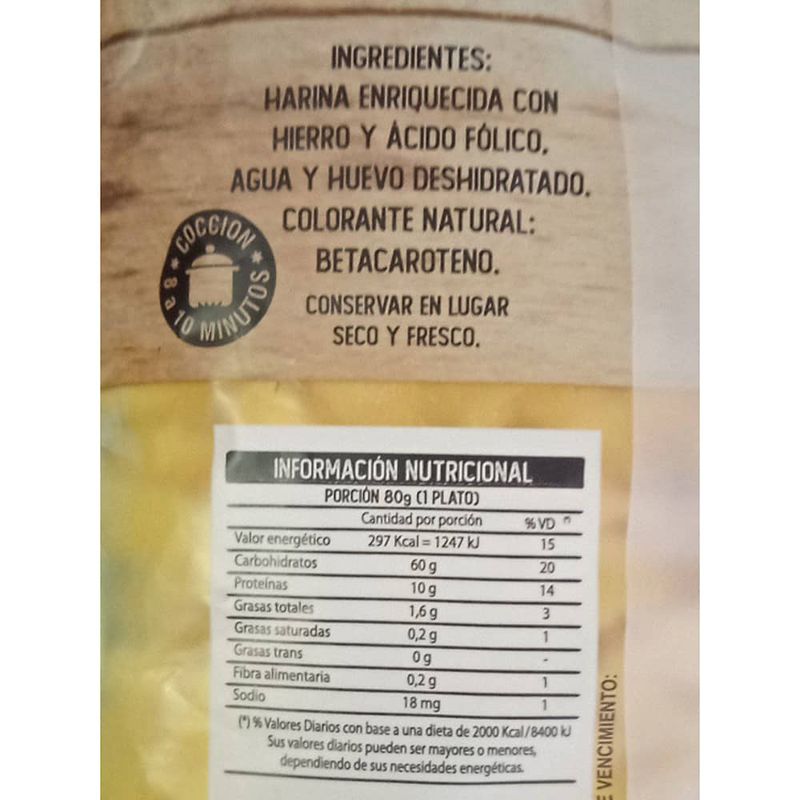 INGREDIENTES:
HARINA ENRIQUECIDA CON
HIERRO Y ÁCIDO FÓLICO,
AGUA Y HUEVO DESHIDRATADO.
COLORANTE NATURAL:
BETACAROTENO.
CONSERVAR EN LUGAR
SECO Y FRESCO.
COCCION
8 a 10 MINUTOS
INFORMACIÓN NUTRICIONAL
PORCIÓN 80g (1 PLATO)
Cantidad por porción % VD (*)
Valor energético 297 Kcal = 1247 kJ 15
Carbohidratos 60 g 20
Proteínas 10 g 14
Grasas totales 1,6 g 3
Grasas saturadas 0,2 g 1
Grasas trans 0 g -
Fibra alimentaria 0,2 g 1
Sodio 18 mg 1
(*) % Valores Diarios con base a una dieta de 2000 Kcal/8400 kJ
Sus valores diarios pueden ser mayores o menores,
dependiendo de sus necesidades energéticas.
E VENCIMIENTO: